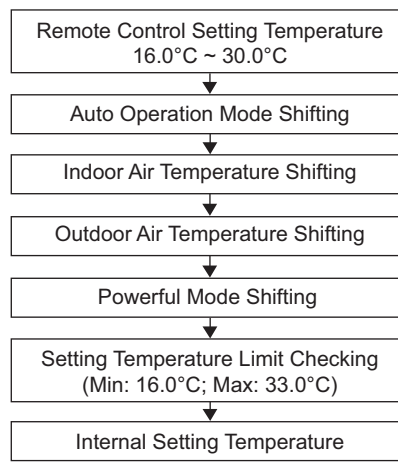 Remote Control Setting Temperature
16.0°C ~ 30.0°C
Auto Operation Mode Shifting
Indoor Air Temperature Shifting
Outdoor Air Temperature Shifting
Powerful Mode Shifting
Setting Temperature Limit Checking
(Min: 16.0°C; Max: 33.0°C)
Internal Setting Temperature